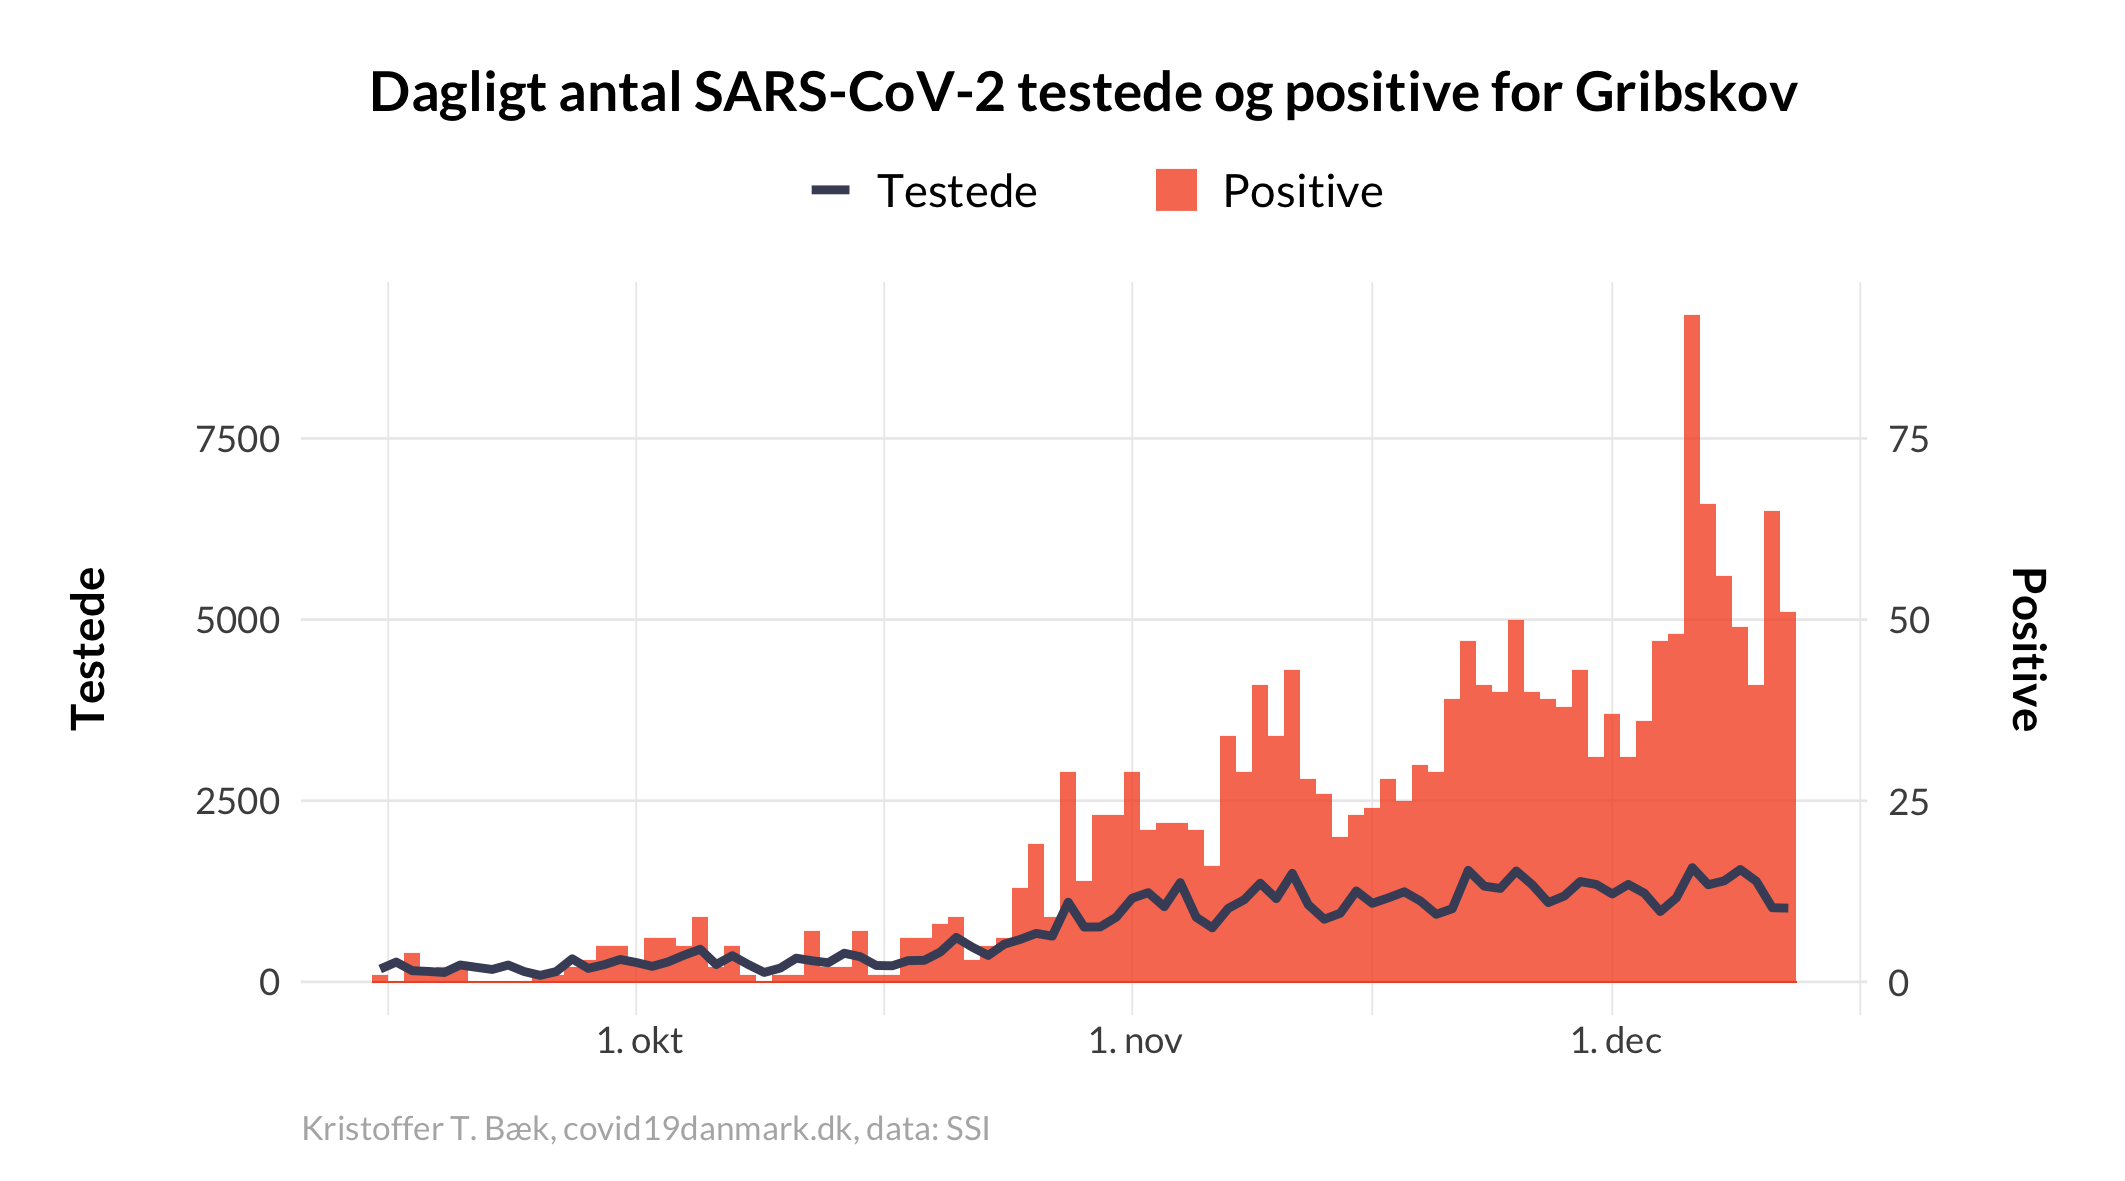 Dagligt antal SARS-CoV-2 testede og positive for Gribskov
Testede
Positive
7500
5000
2500
0
75
50
25
0
Testede
Positive
1. okt
1. nov
1. dec
Kristoffer T. Bæk, covid19danmark.dk, data: SSI